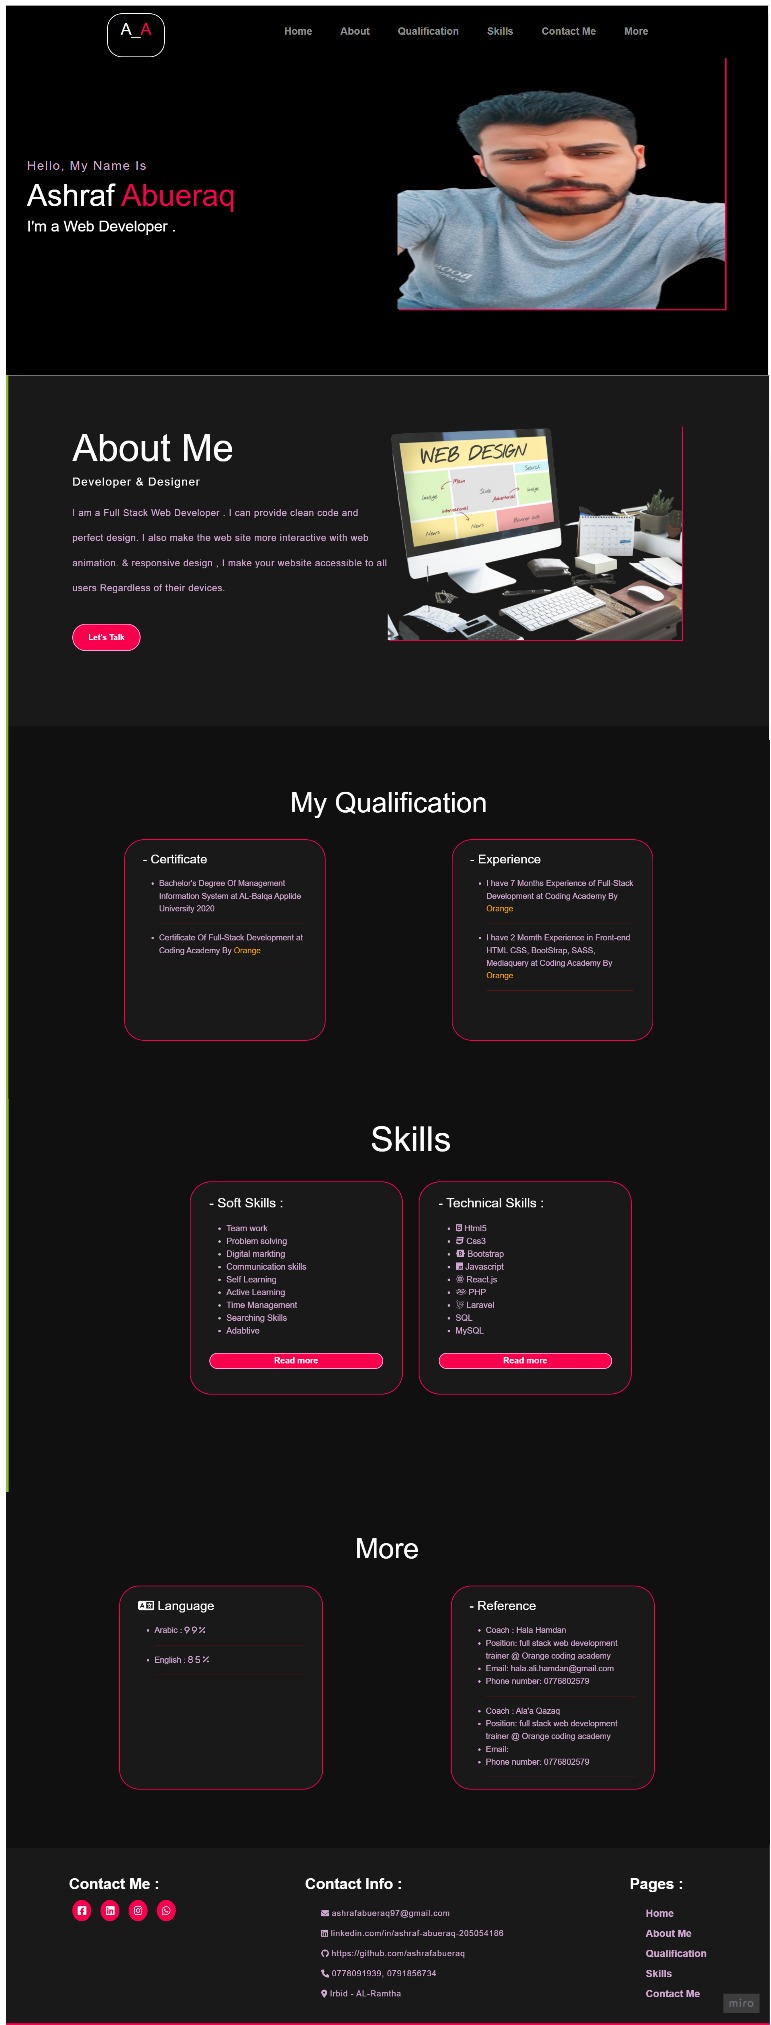 A_A
Home About Qualification Skills Contact Me More
Hello, My Name Is
Ashraf Abueraq
I'm a Web Developer .
About Me
Developer & Designer
I am a Full Stack Web Developer . I can provide clean code and
perfect design. I also make the web site more interactive with web
animation. & responsive design , I make your website accessible to all
users Regardless of their devices.
Let's Talk
WEB DESIGN
Search
Main
Image
Slide
Image
Advertorial
International
News
News
Banner ads
My Qualification
- Certificate
• Bachelor's Degree Of Management
Information System at AL-Balqa Applide
University 2020
• Certificate Of Full-Stack Development at
Coding Academy By Orange
- Experience
• I have 7 Months Experience of Full-Stack
Development at Coding Academy By
Orange
• I have 2 Momth Experience in Front-end
HTML CSS, BootStrap, SASS,
Mediaquery at Coding Academy By
Orange
Skills
- Soft Skills :
• Team work
• Problem solving
• Digital markting
• Communication skills
• Self Learning
• Active Learning
• Time Management
• Searching Skills
• Adabtive
Read more
- Technical Skills :
• Html5
• Css3
• Bootstrap
• Javascript
• React.js
• PHP
• Laravel
• SQL
• MySQL
Read more
More
Language
• Arabic : 99%
• English : 85%
- Reference
• Coach : Hala Hamdan
• Position: full stack web development
trainer @ Orange coding academy
• Email: hala.ali.hamdan@gmail.com
• Phone number: 0776802579
• Coach : Ala'a Qazaq
• Position: full stack web development
trainer @ Orange coding academy
• Email:
• Phone number: 0776802579
Contact Me :
Contact Info :
ashrafabueraq97@gmail.com
linkedin.com/in/ashraf-abueraq-205054186
https://github.com/ashrafabueraq
0778091939, 0791856734
Irbid - AL-Ramtha
Pages :
Home
About Me
Qualification
Skills
Contact Me
miro